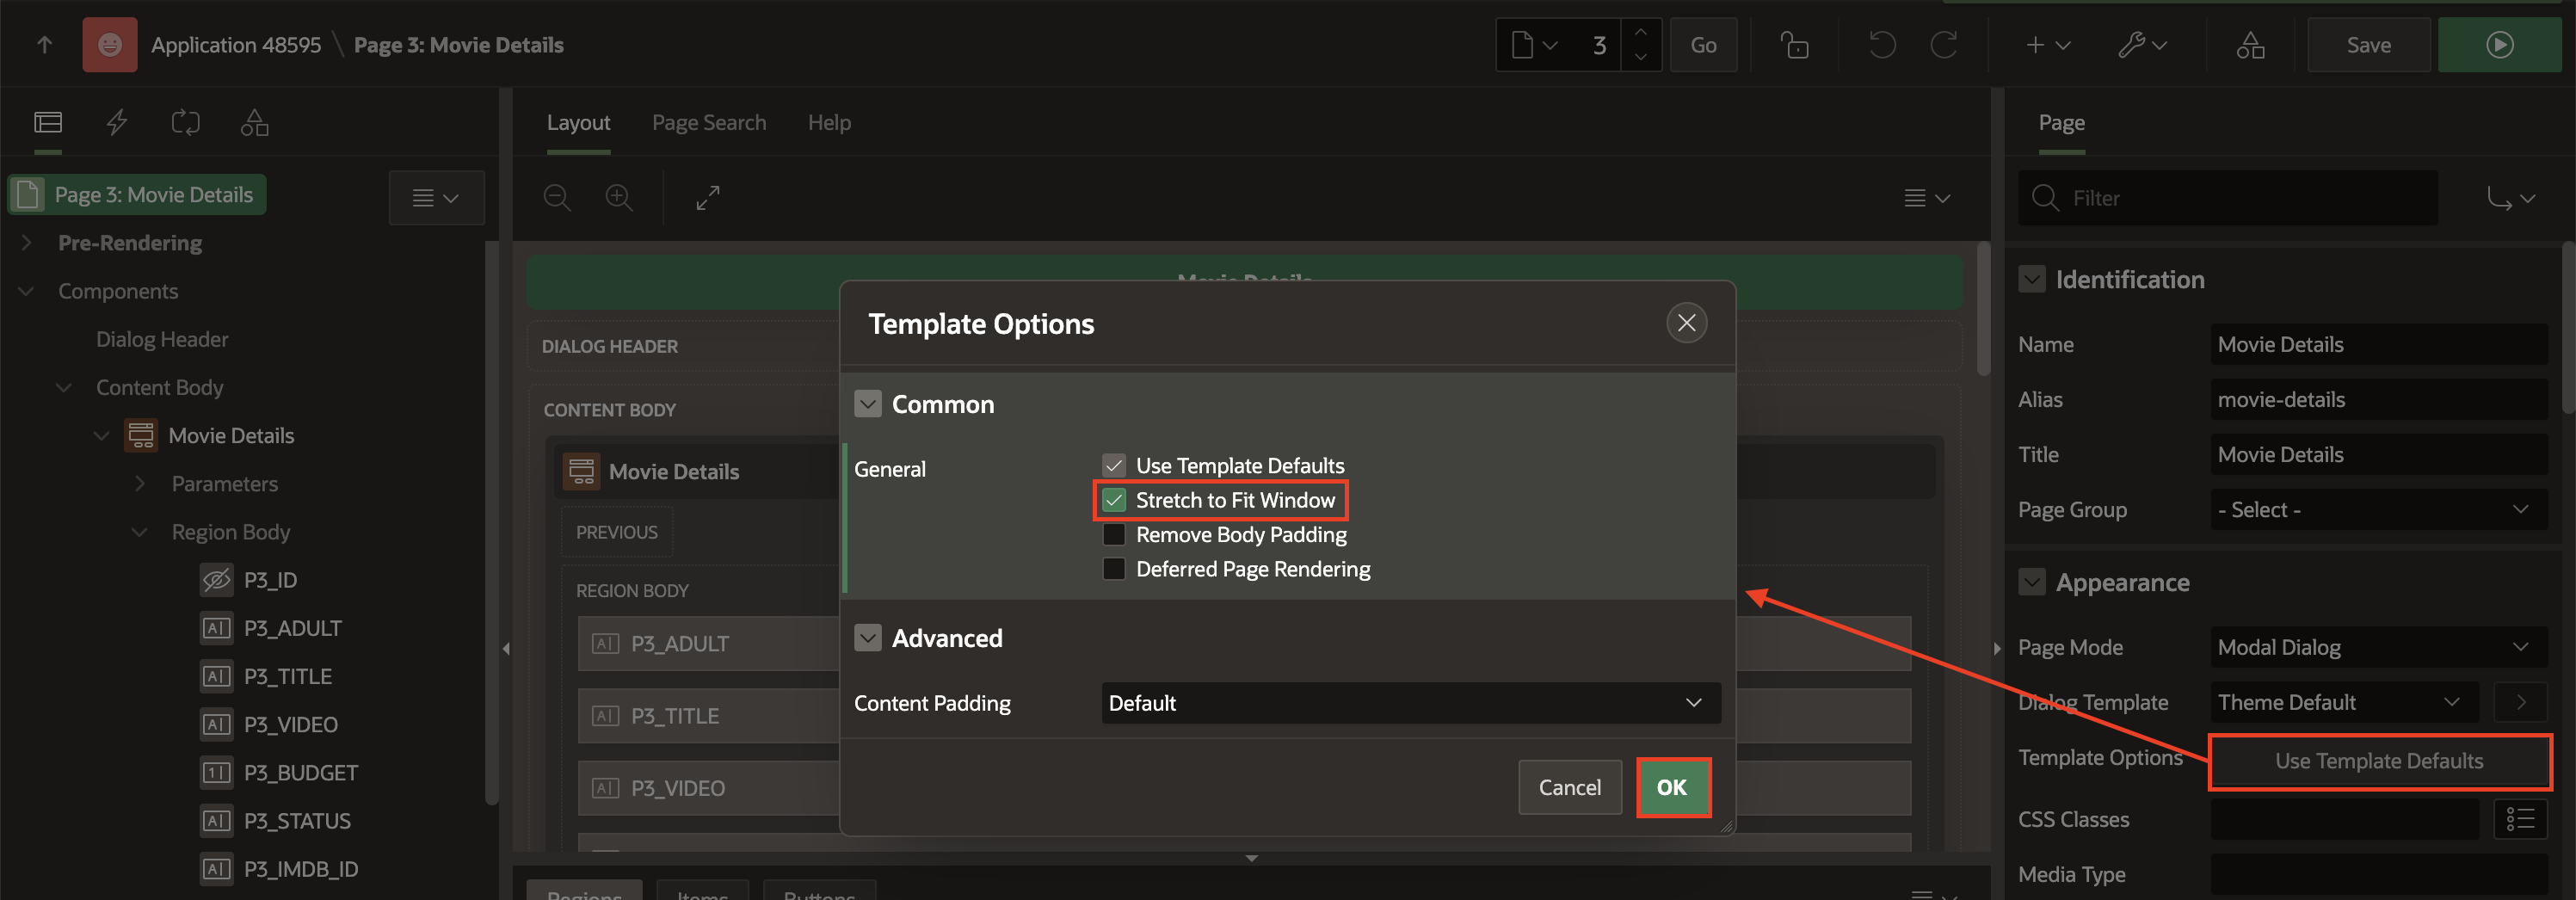 Application 48595 \ Page 3: Movie Details
3
Go
Save
Layout
Page Search
Help
Page
Page 3: Movie Details
Pre-Rendering
Components
Dialog Header
Content Body
Movie Details
Parameters
Region Body
P3_ID
P3_ADULT
P3_TITLE
P3_VIDEO
P3_BUDGET
P3_STATUS
P3_IMDB_ID
Movie Details
DIALOG HEADER
CONTENT BODY
Movie Details
PREVIOUS
REGION BODY
P3_ADULT
P3_TITLE
P3_VIDEO
Regions
Items
Buttons
Template Options
Common
General
Use Template Defaults
Stretch to Fit Window
Remove Body Padding
Deferred Page Rendering
Advanced
Content Padding
Default
Cancel
OK
Filter
Identification
Name
Movie Details
Alias
movie-details
Title
Movie Details
Page Group
- Select -
Appearance
Page Mode
Modal Dialog
Dialog Template
Theme Default
Template Options
Use Template Defaults
CSS Classes
Media Type